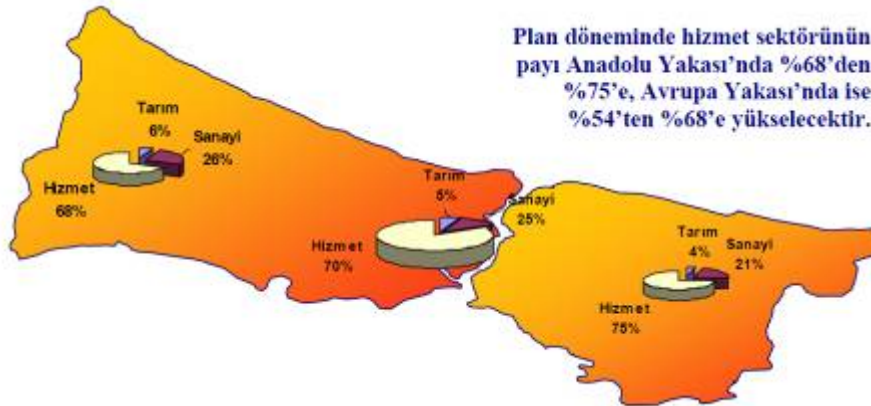 Plan döneminde hizmet sektörünün
payı Anadolu Yakası’nda %68’den
%75’e, Avrupa Yakası’nda ise
%54’ten %68’e yükselecektir.
Tarım
6%
Sanayi
26%
Hizmet
68%
Tarım
5%
Sanayi
25%
Hizmet
70%
Tarım
4%
Sanayi
21%
Hizmet
75%